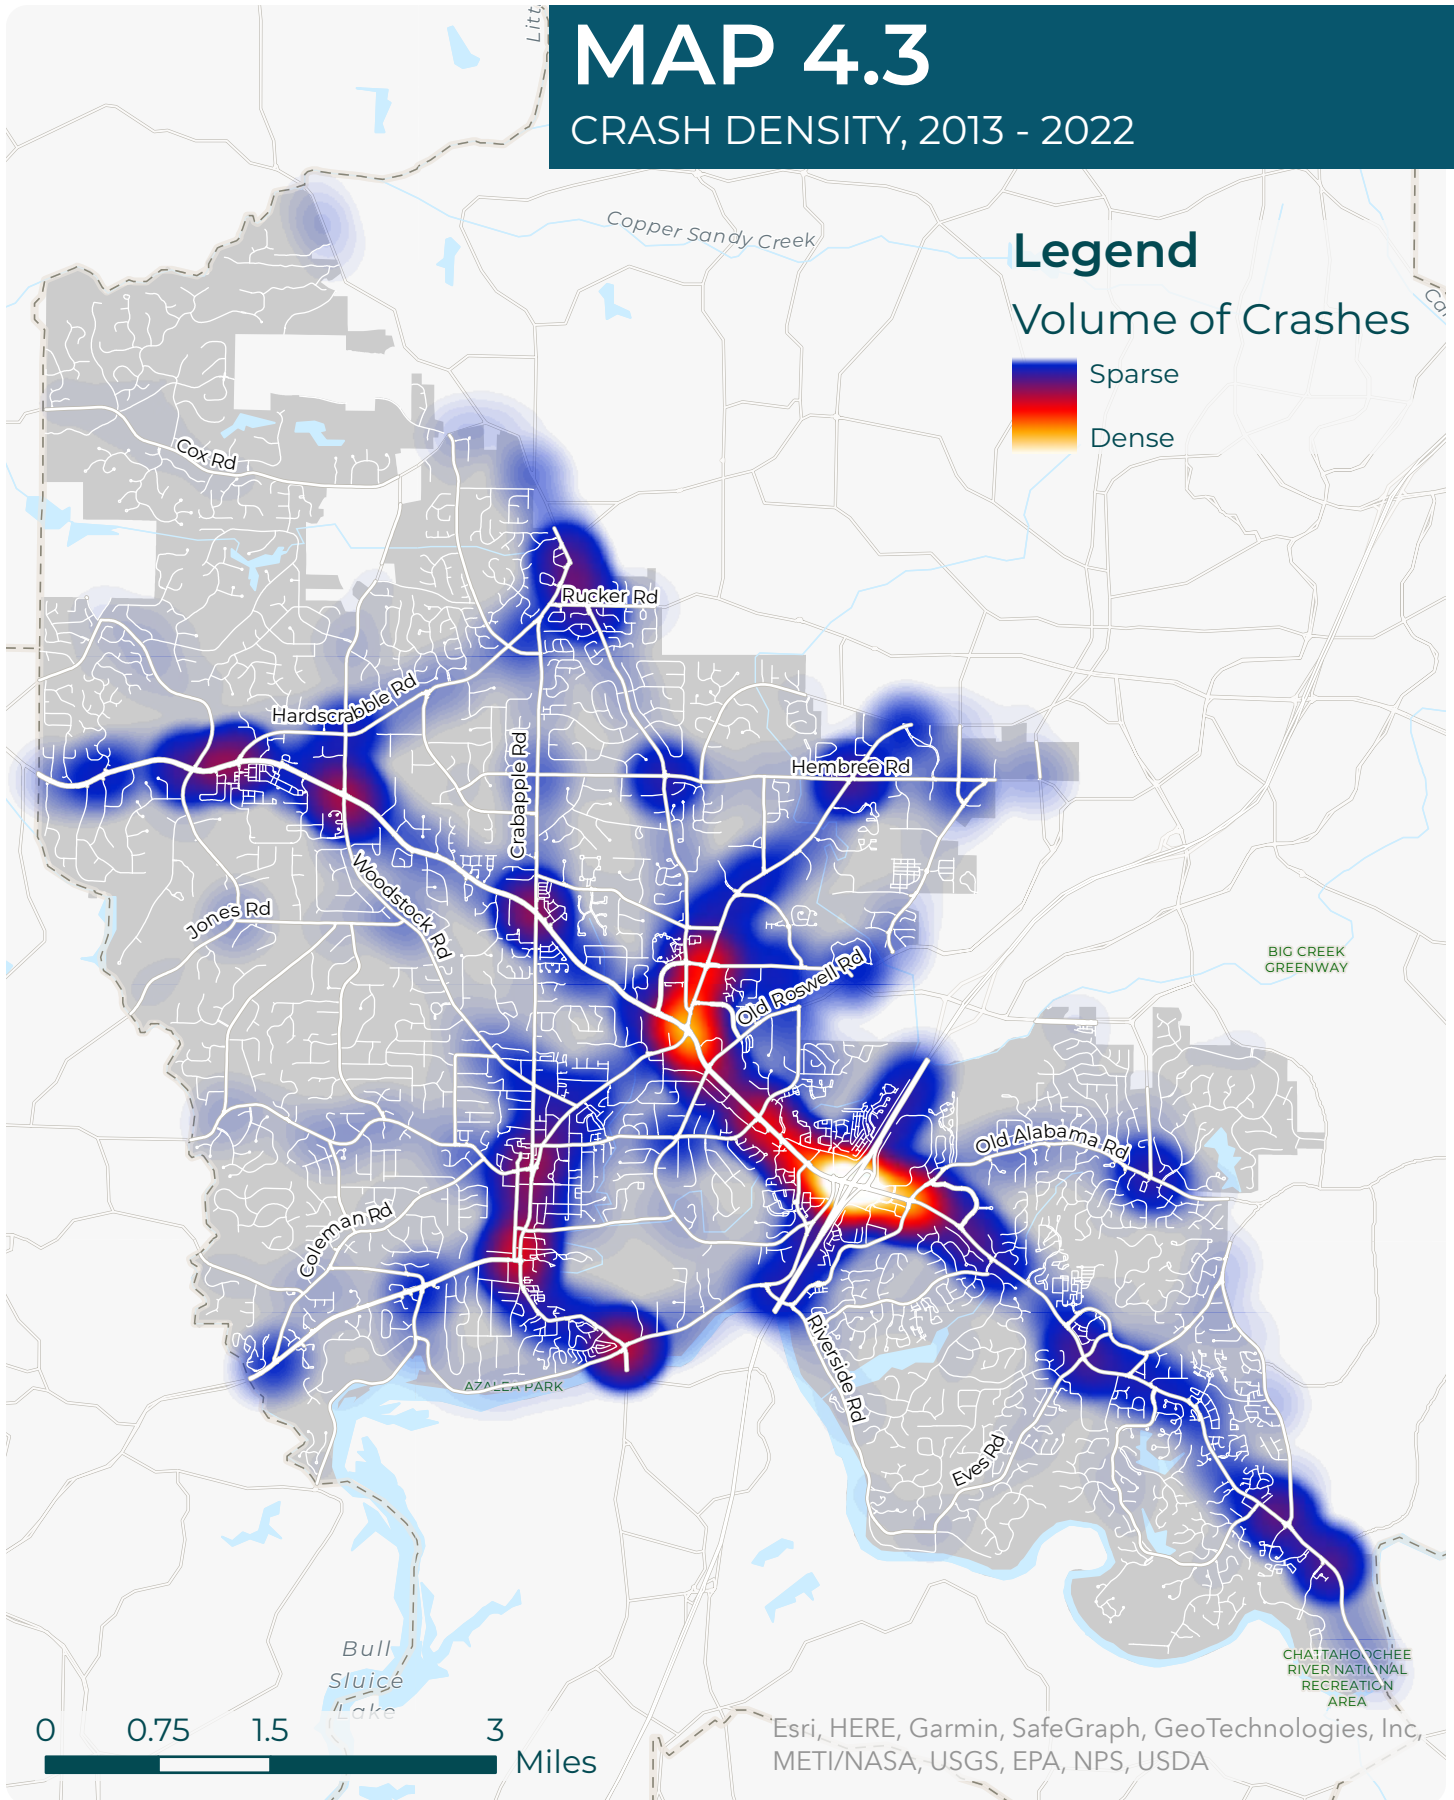 MAP 4.3
CRASH DENSITY, 2013 - 2022
Copper Sandy Creek
Legend
Volume of Crashes
Sparse
Dense
Cox Rd
Rucker Rd
Hardscrabble Rd
Crabapple Rd
Hembree Rd
Woodstock Rd
Jones Rd
Old Roswell Rd
BIG CREEK
GREENWAY
Old Alabama Rd
Coleman Rd
Riverside Rd
AZALEA PARK
Eves Rd
Bull
Sluice
Lake
CHATTAHOOCHEE
RIVER NATIONAL
RECREATION
AREA
0 0.75 1.5 3
Miles
Esri, HERE, Garmin, SafeGraph, GeoTechnologies, Inc,
METI/NASA, USGS, EPA, NPS, USDA